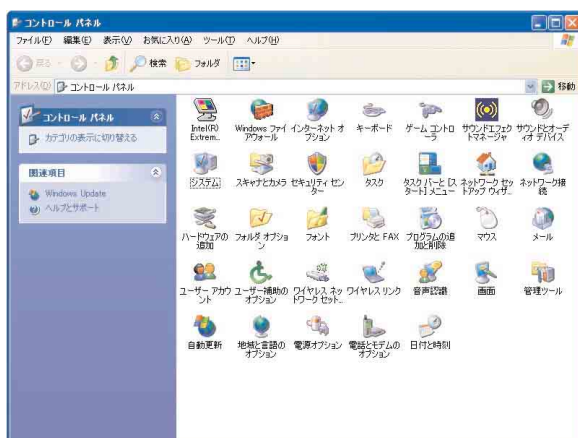 コントロール パネル
ファイル(F) 編集(E) 表示(V) お気に入り(A) ツール(T) ヘルプ(H)
戻る 検索 フォルダ
アドレス(D) コントロール パネル 移動
コントロール パネル
カテゴリの表示に切り替える
関連項目
Windows Update
ヘルプとサポート
Intel(R) Extrem...
Windows ファイアウォール
インターネット オプション
キーボード
ゲーム コントローラ
サウンドエフェクトマネージャ
サウンドとオーディオ デバイス
システム
スキャナとカメラ
セキュリティ センター
タスク
タスク バーと [スタート] メニュー
ネットワーク セットアップ ウィザ...
ネットワーク接続
ハードウェアの追加
フォルダ オプション
フォント
プリンタと FAX
プログラムの追加と削除
マウス
メール
ユーザー アカウント
ユーザー補助のオプション
ワイヤレス ネットワーク セット...
ワイヤレス リンク
音声認識
画面
管理ツール
自動更新
地域と言語のオプション
電源オプション
電話とモデムのオプション
日付と時刻